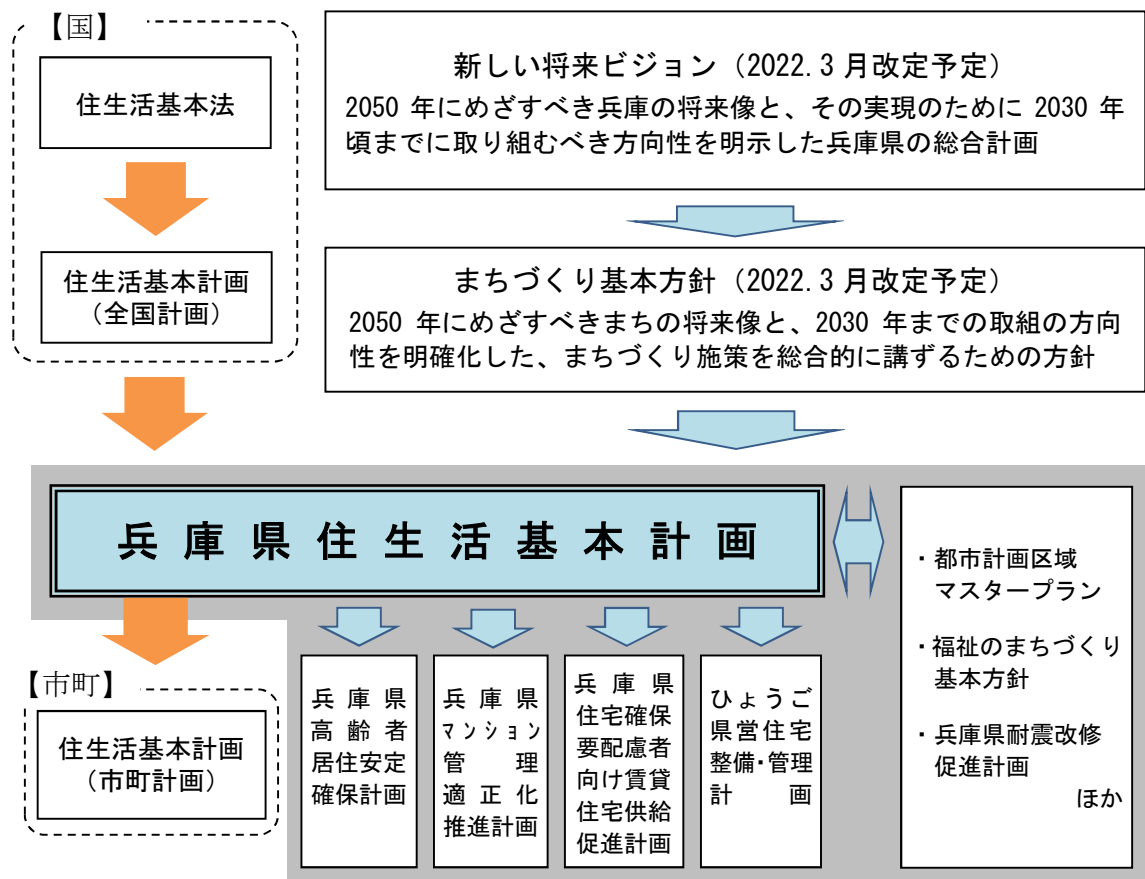 【国】
住生活基本法
住生活基本計画
（全国計画）
新しい将来ビジョン（2022.3月改定予定）
2050 年にめざすべき兵庫の将来像と、その実現のために 2030 年
頃までに取り組むべき方向性を明示した兵庫県の総合計画
まちづくり基本方針（2022.3月改定予定）
2050 年にめざすべきまちの将来像と、2030 年までの取組の方向
性を明確化した、まちづくり施策を総合的に講ずるための方針
兵庫県住生活基本計画
【市町】
住生活基本計画
（市町計画）
兵庫県
高齢者
居住安定
確保計画
兵庫県
マンション
管理
適正化
推進計画
兵庫県
住宅確保
要配慮者
向け賃貸
住宅供給
促進計画
ひょうご
県営住宅
整備・管理
計画
・都市計画区域
マスタープラン
・福祉のまちづくり
基本方針
・兵庫県耐震改修
促進計画
ほか